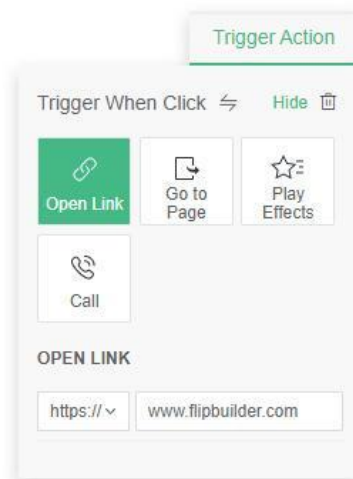 Trigger Action
Trigger When Click Hide
Open Link
Go to
Page
Play
Effects
Call
OPEN LINK
https:// www.flipbuilder.com